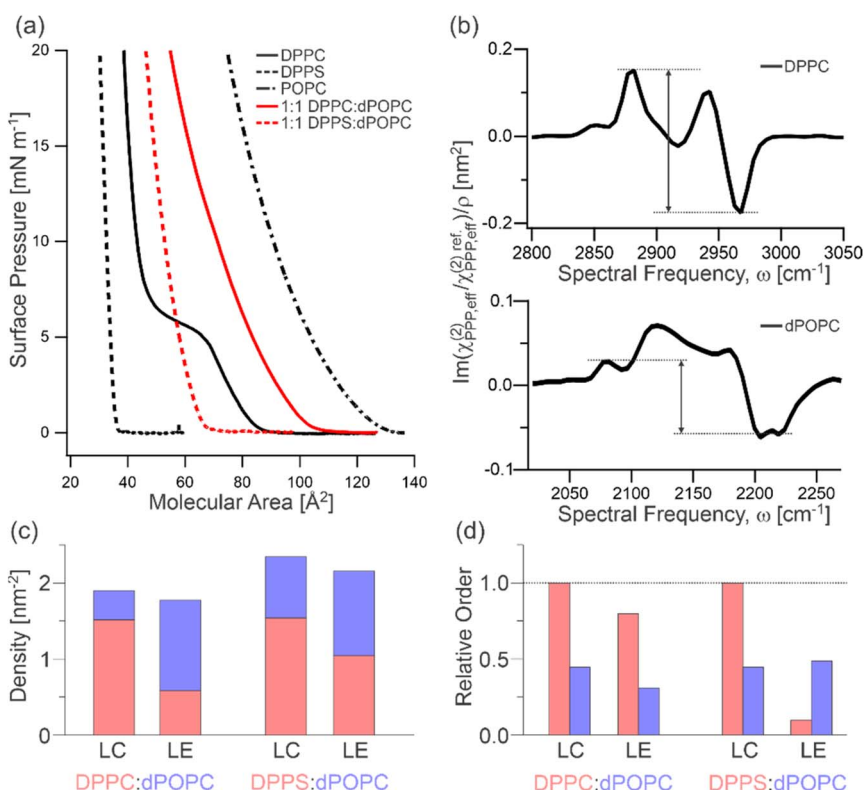 (a)
20
15
10
5
0
Surface Pressure [mN m⁻¹]
20 40 60 80 100 120 140
Molecular Area [Å²]
DPPC
DPPS
POPC
1:1 DPPC:dPOPC
1:1 DPPS:dPOPC
(b)
Im(χ⁽²⁾PPP,eff/χ⁽²⁾ ref.PPP,eff)/ρ [nm²]
0.2
0.0
-0.2
DPPC
2800 2850 2900 2950 3000 3050
Spectral Frequency, ω [cm⁻¹]
0.1
0.0
-0.1
dPOPC
2050 2100 2150 2200 2250
Spectral Frequency, ω [cm⁻¹]
(c)
Density [nm⁻²]
2
1
0
LC LE LC LE
DPPC:dPOPC DPPS:dPOPC
(d)
Relative Order
1.0
0.5
0.0
LC LE LC LE
DPPC:dPOPC DPPS:dPOPC